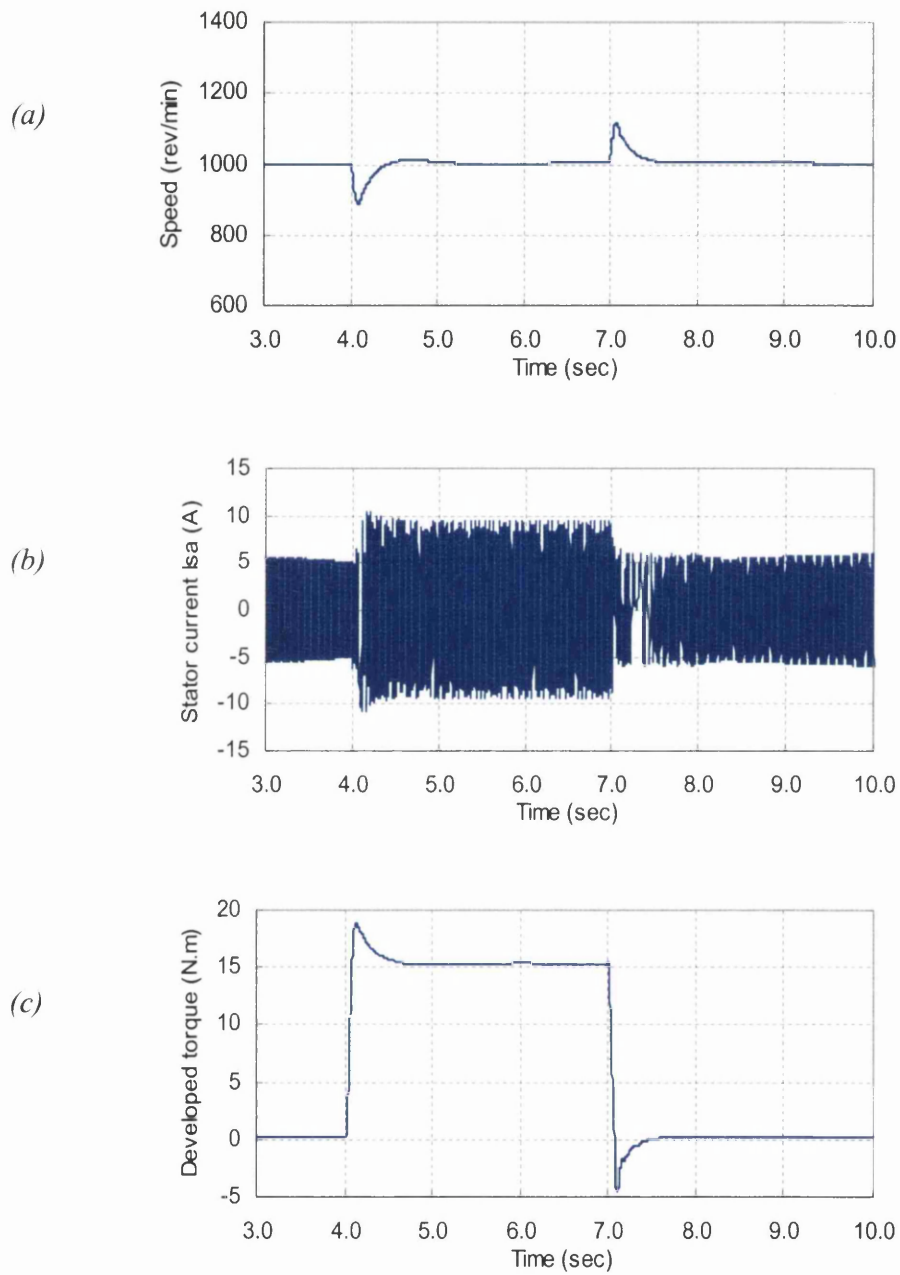 (a)
Speed (rev/min)
1400
1200
1000
800
600
3.0 4.0 5.0 6.0 7.0 8.0 9.0 10.0
Time (sec)
(b)
Stator current Isa (A)
15
10
5
0
-5
-10
-15
3.0 4.0 5.0 6.0 7.0 8.0 9.0 10.0
Time (sec)
(c)
Developed torque (N.m)
20
15
10
5
0
-5
3.0 4.0 5.0 6.0 7.0 8.0 9.0 10.0
Time (sec)